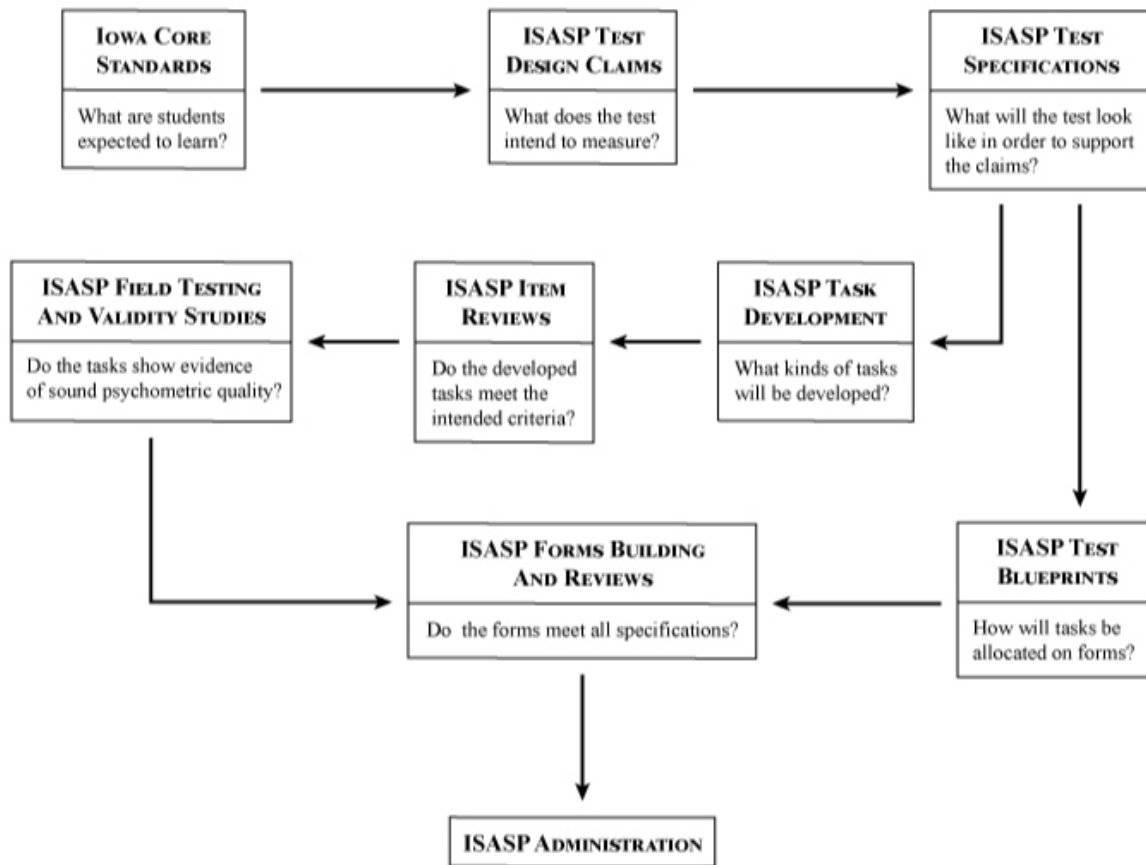 IOWA CORE
STANDARDS
What are students
expected to learn?
ISASP TEST
DESIGN CLAIMS
What does the test
intend to measure?
ISASP TEST
SPECIFICATIONS
What will the test look
like in order to support
the claims?
ISASP FIELD TESTING
AND VALIDITY STUDIES
Do the tasks show evidence
of sound psychometric quality?
ISASP ITEM
REVIEWS
Do the developed
tasks meet the
intended criteria?
ISASP TASK
DEVELOPMENT
What kinds of tasks
will be developed?
ISASP FORMS BUILDING
AND REVIEWS
Do the forms meet all specifications?
ISASP TEST
BLUEPRINTS
How will tasks be
allocated on forms?
ISASP ADMINISTRATION